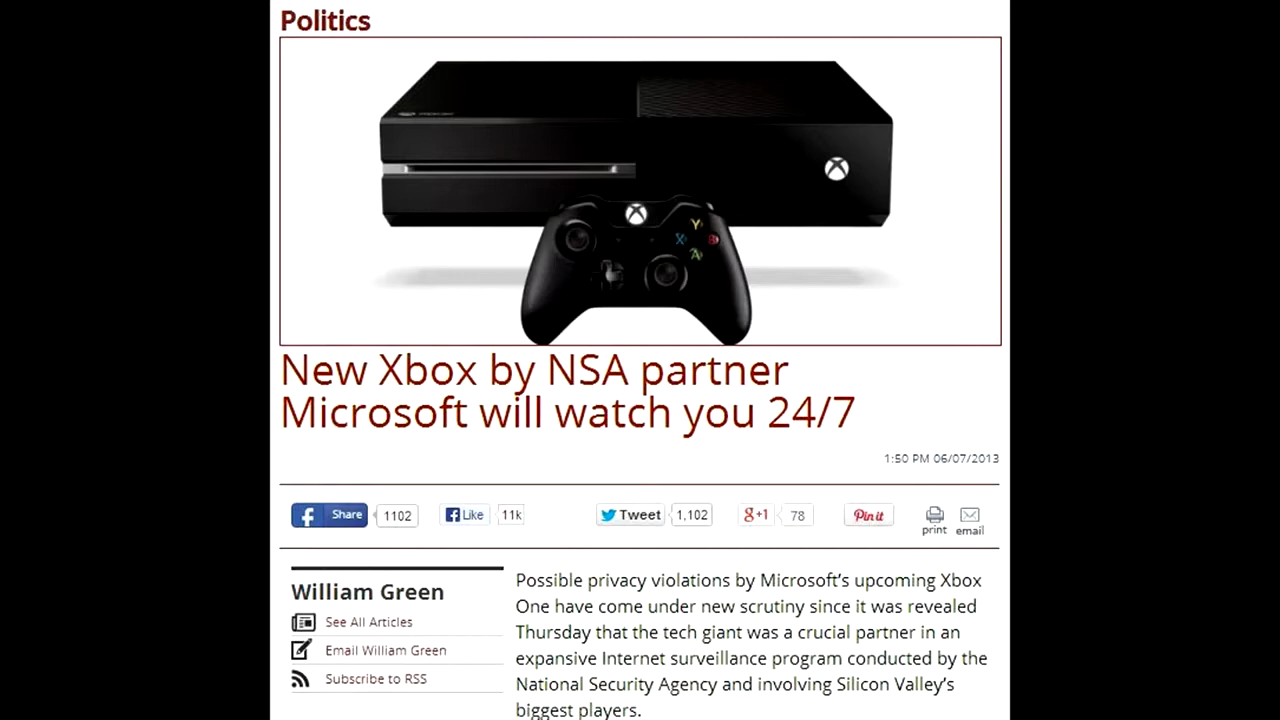 Politics
Y
X B
A
New Xbox by NSA partner
Microsoft will watch you 24/7
1:50 PM 06/07/2013
Share 1102 Like 11k Tweet 1,102 g+1 78 Pin it print email
William Green
See All Articles
Email William Green
Subscribe to RSS
Possible privacy violations by Microsoft’s upcoming Xbox
One have come under new scrutiny since it was revealed
Thursday that the tech giant was a crucial partner in an
expansive Internet surveillance program conducted by the
National Security Agency and involving Silicon Valley’s
biggest players.